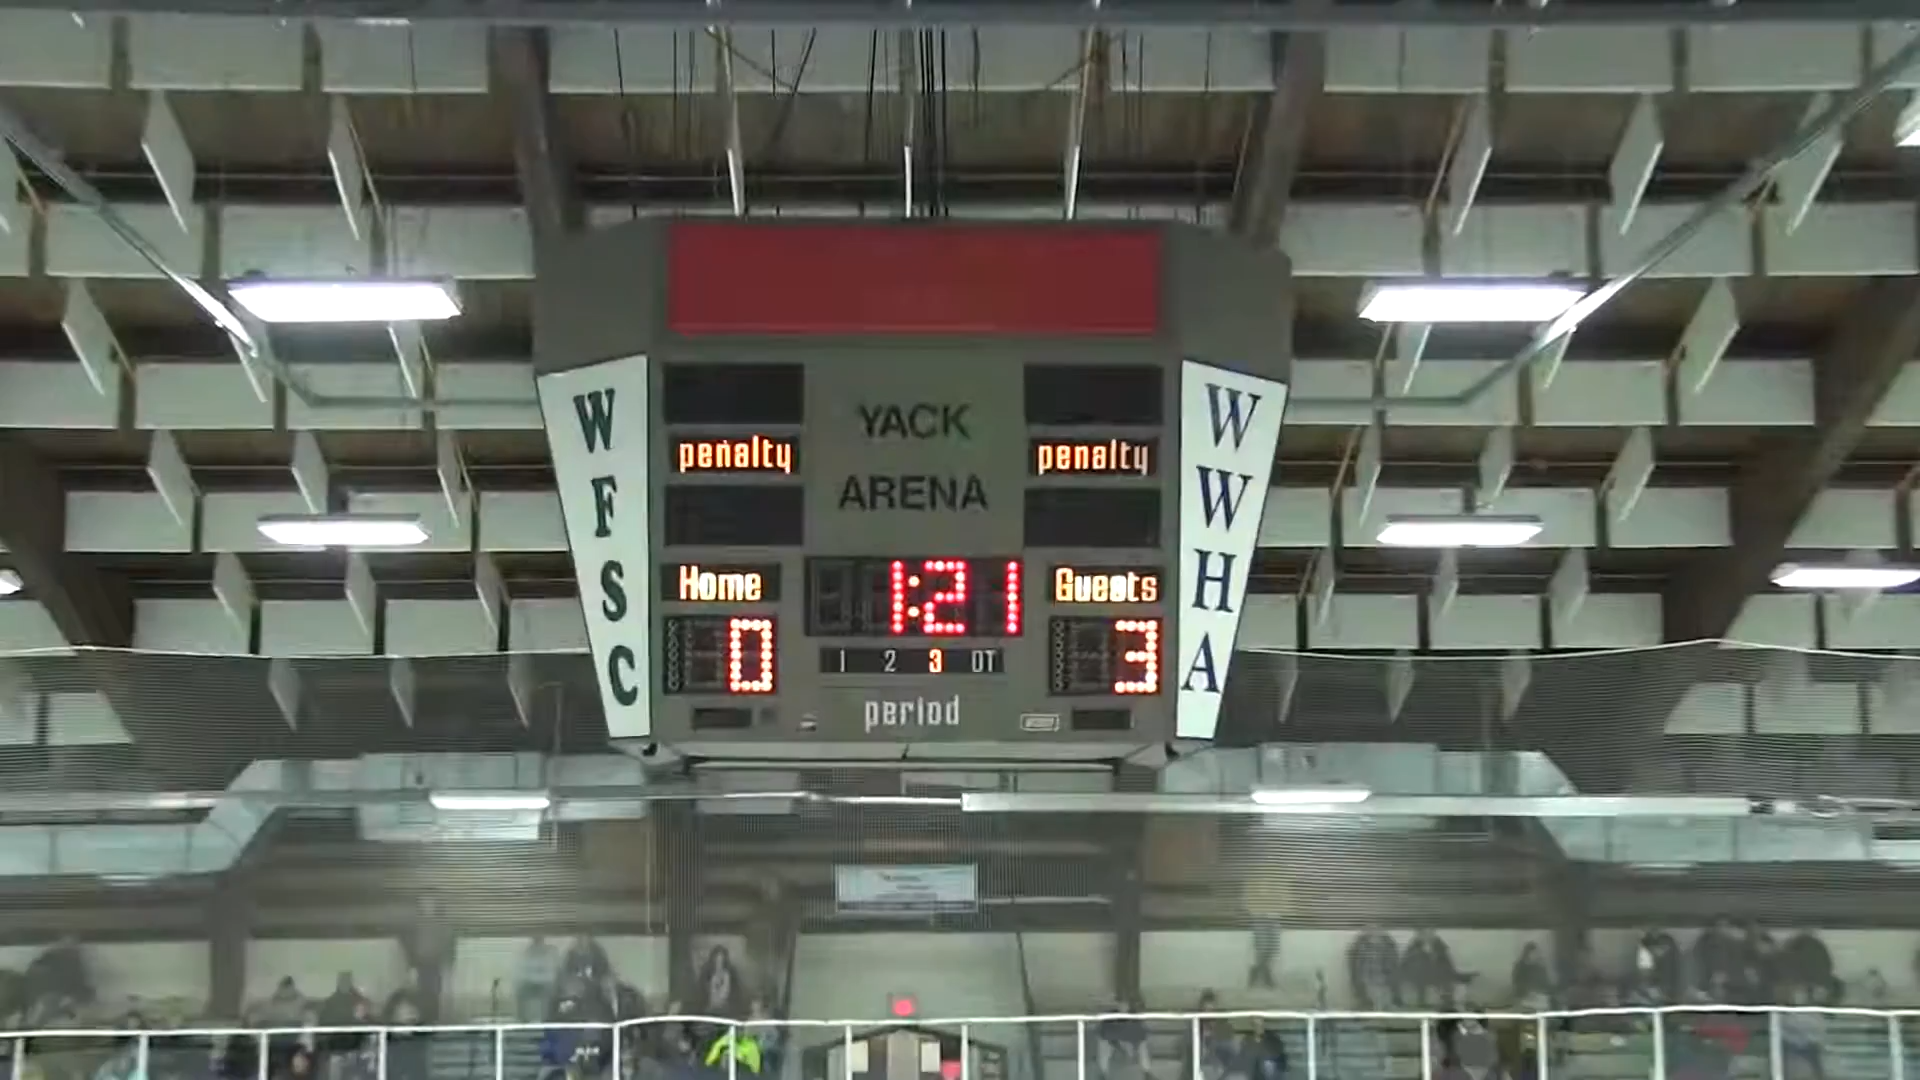 YACK
ARENA
W
F
S
C
W
W
H
A
penalty
penalty
Home
1:21
Guests
0
1 2 3 OT
3
period